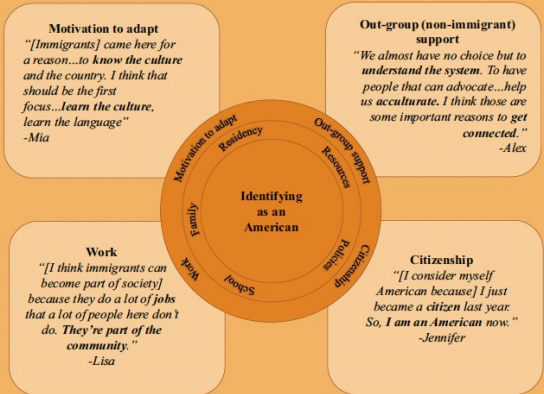 Motivation to adapt
“[Immigrants] came here for
a reason...to know the culture
and the country. I think that
should be the first
focus...learn the culture,
learn the language”
-Mia
Out-group (non-immigrant)
support
“We almost have no choice but to
understand the system. To have
people that can advocate...help
us acculturate. I think those are
some important reasons to get
connected.”
-Alex
Motivation to adapt
Out-group support
Residency
Resources
Identifying
as an
American
Family
Policies
Work
School
Citizenship
Work
“[I think immigrants can
become part of society]
because they do a lot of jobs
that a lot of people here don’t
do. They’re part of the
community.”
-Lisa
Citizenship
“[I consider myself
American because] I just
became a citizen last year.
So, I am an American now.”
-Jennifer